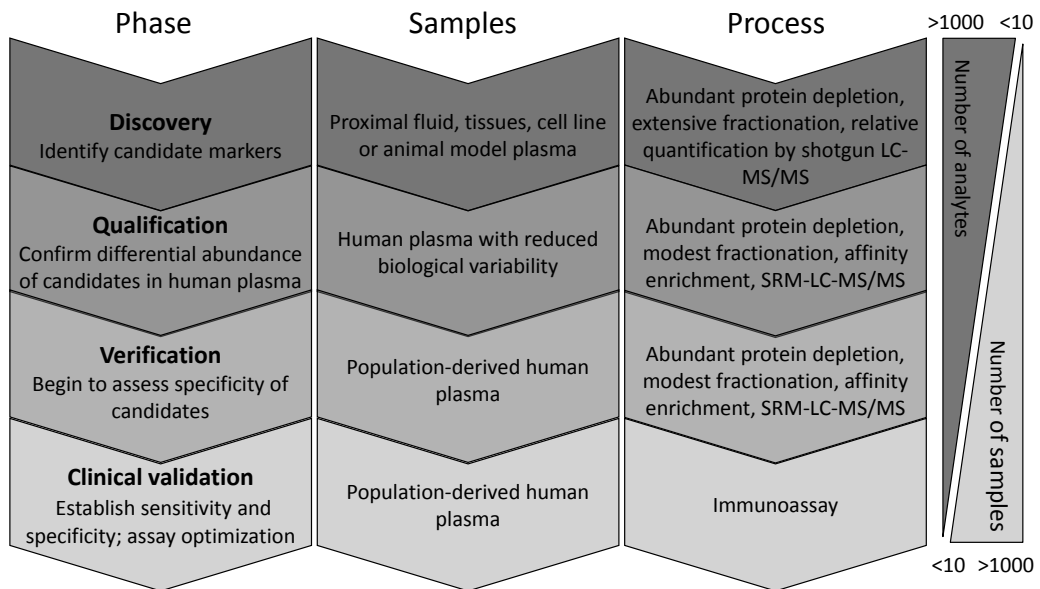 Phase
Samples
Process
>1000
<10
Discovery
Identify candidate markers
Proximal fluid, tissues, cell line
or animal model plasma
Abundant protein depletion,
extensive fractionation, relative
quantification by shotgun LC-
MS/MS
Qualification
Confirm differential abundance
of candidates in human plasma
Human plasma with reduced
biological variability
Abundant protein depletion,
modest fractionation, affinity
enrichment, SRM-LC-MS/MS
Verification
Begin to assess specificity of
candidates
Population-derived human
plasma
Abundant protein depletion,
modest fractionation, affinity
enrichment, SRM-LC-MS/MS
Clinical validation
Establish sensitivity and
specificity; assay optimization
Population-derived human
plasma
Immunoassay
Number of analytes
Number of samples
<10
>1000